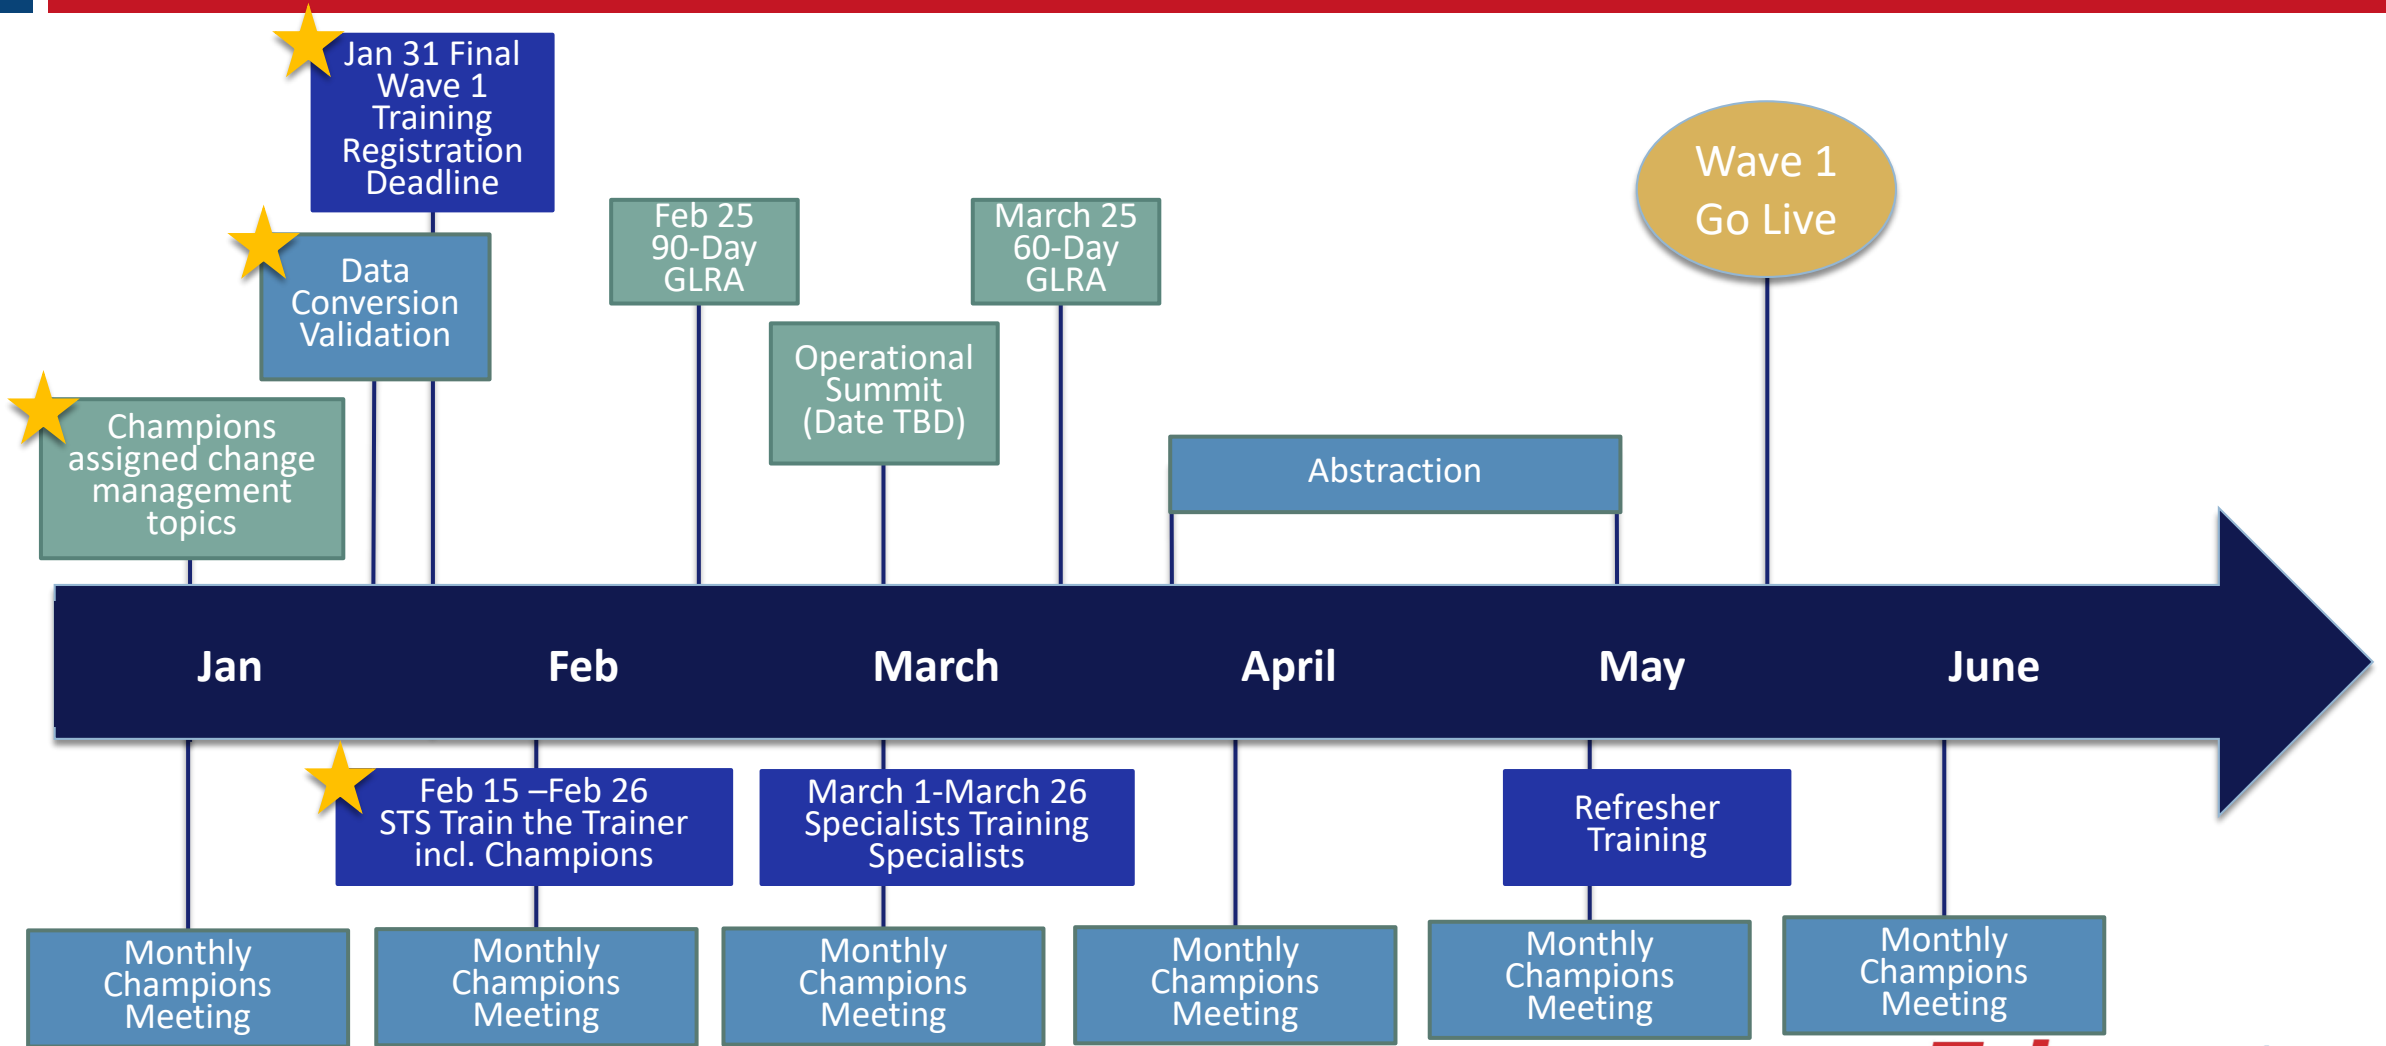 Jan 31 Final
Wave 1
Training
Registration
Deadline
Data
Conversion
Validation
Champions
assigned change
management
topics
Feb 25
90-Day
GLRA
Operational
Summit
(Date TBD)
March 25
60-Day
GLRA
Abstraction
Wave 1
Go Live
Jan
Feb
March
April
May
June
Feb 15 –Feb 26
STS Train the Trainer
incl. Champions
March 1-March 26
Specialists Training
Specialists
Refresher
Training
Monthly
Champions
Meeting
Monthly
Champions
Meeting
Monthly
Champions
Meeting
Monthly
Champions
Meeting
Monthly
Champions
Meeting
Monthly
Champions
Meeting